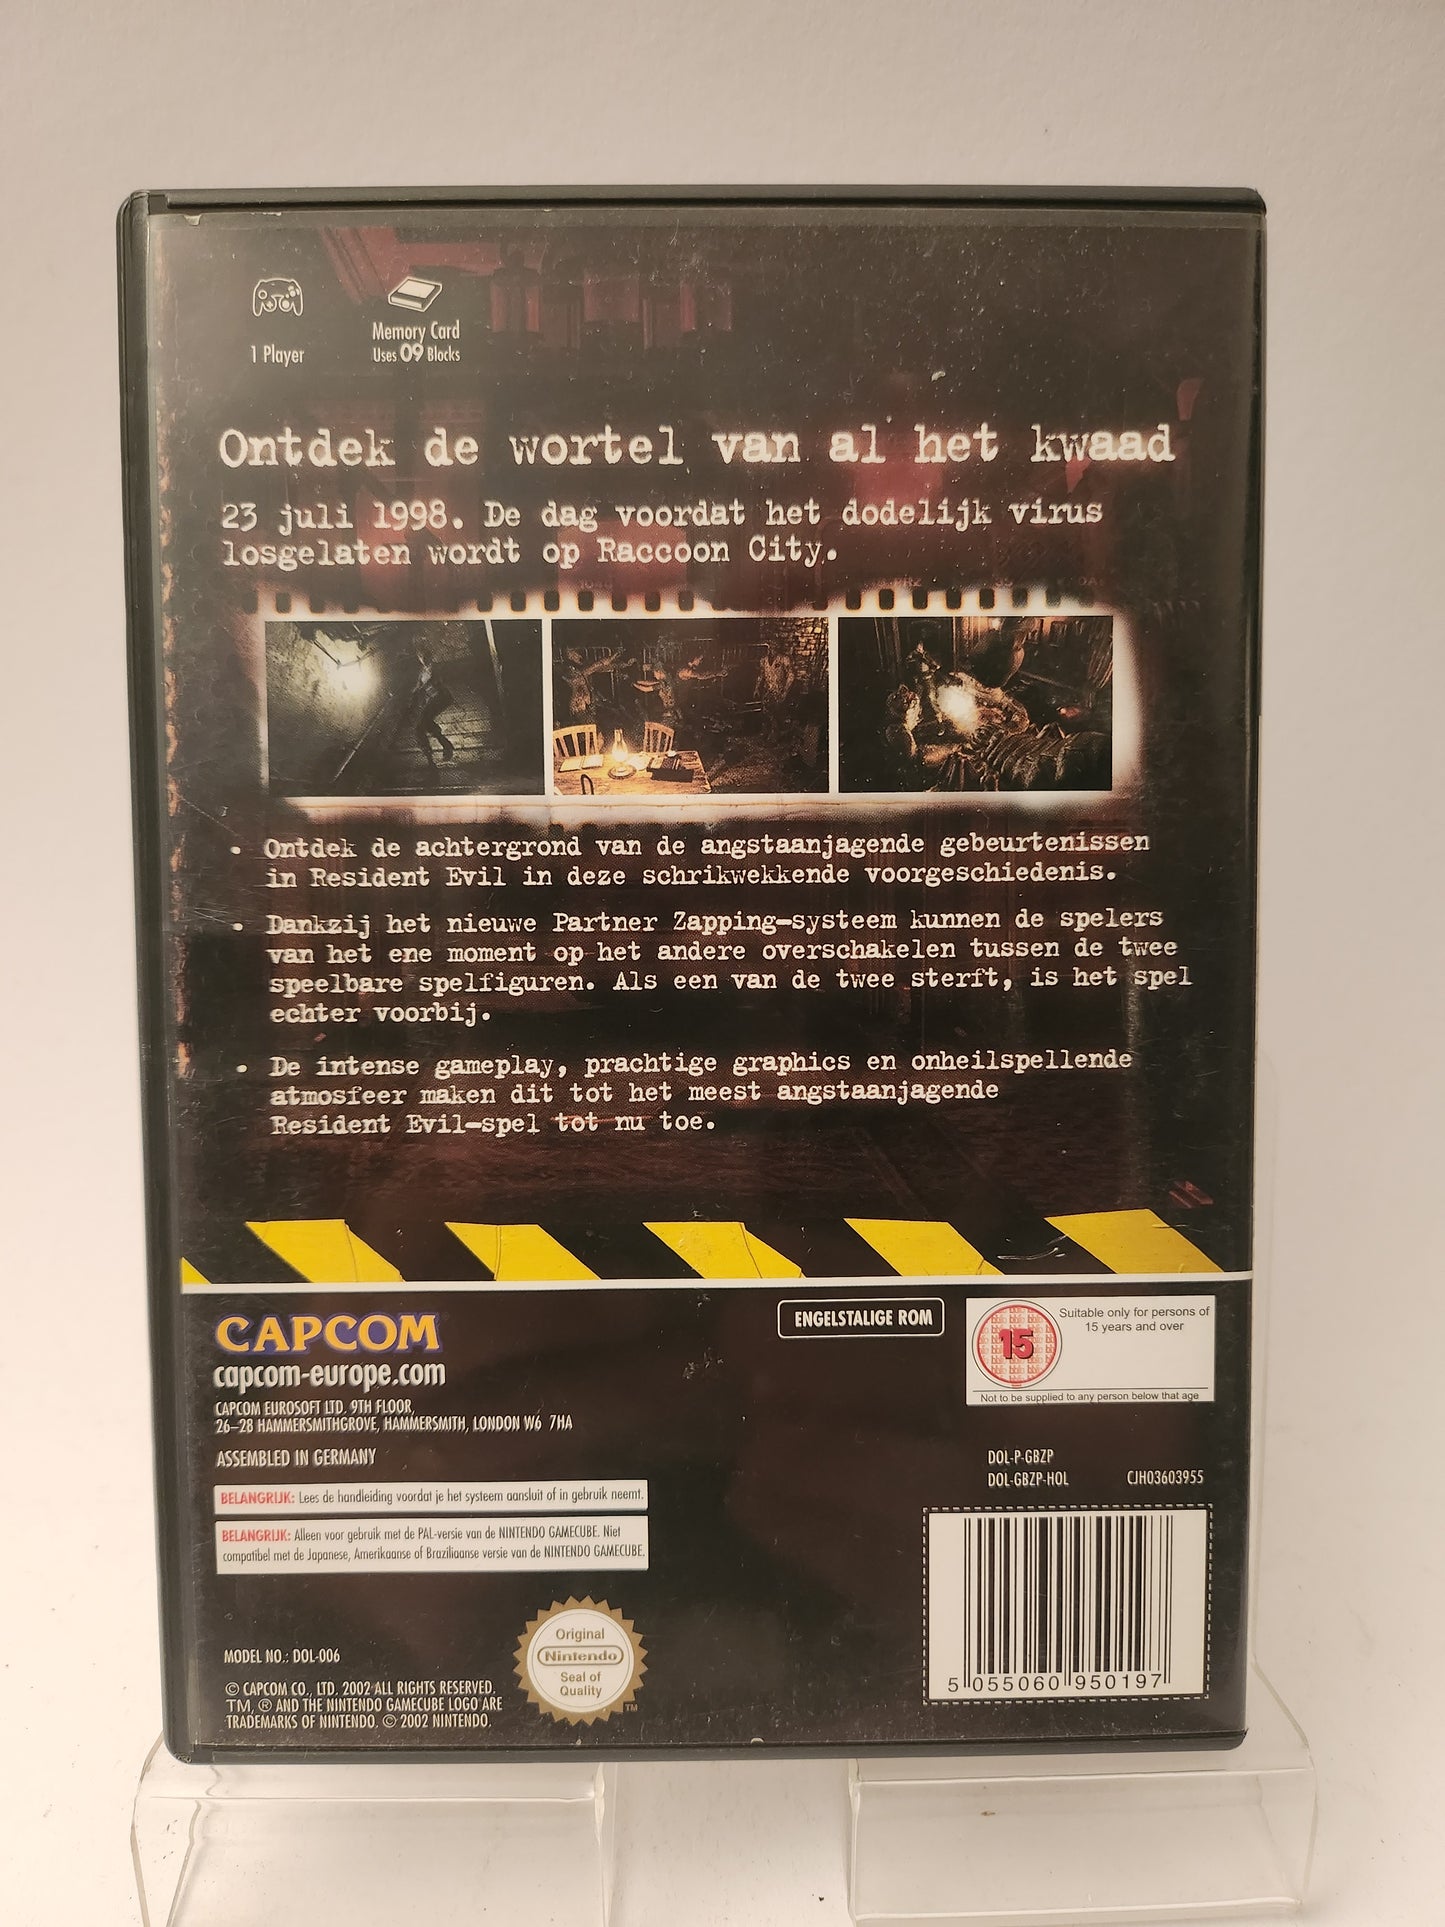 1 Player
Memory Card
Uses 09 Blocks
Ontdek de wortel van al het kwaad
23 juli 1998. De dag voordat het dodelijk virus
losgelaten wordt op Raccoon City.
• Ontdek de achtergrond van de angstaanjagende gebeurtenissen
in Resident Evil in deze schrikwekkende voorgeschiedenis.
• Dankzij het nieuwe Partner Zapping-systeem kunnen de spelers
van het ene moment op het andere overschakelen tussen de twee
speelbare spelfiguren. Als een van de twee sterft, is het spel
echter voorbij.
• De intense gameplay, prachtige graphics en onheilspellende
atmosfeer maken dit tot het meest angstaanjagende
Resident Evil-spel tot nu toe.
CAPCOM
capcom-europe.com
CAPCOM EUROSOFT LTD. 9TH FLOOR,
26–28 HAMMERSMITHGROVE, HAMMERSMITH, LONDON W6 7HA
ASSEMBLED IN GERMANY
ENGELSTALIGE ROM
15
Suitable only for persons of
15 years and over
Not to be supplied to any person below that age
DOL-P-GBZP
DOL-GBZP-HOL CJH03603955
BELANGRIJK: Lees de handleiding voordat je het systeem aansluit of in gebruik neemt.
BELANGRIJK: Alleen voor gebruik met de PAL-versie van de NINTENDO GAMECUBE. Niet
compatibel met de Japanese, Amerikaanse of Braziliaanse versie van de NINTENDO GAMECUBE.
MODEL NO.: DOL-006
© CAPCOM CO., LTD. 2002 ALL RIGHTS RESERVED.
TM, ® AND THE NINTENDO GAMECUBE LOGO ARE
TRADEMARKS OF NINTENDO. © 2002 NINTENDO.
Original
Nintendo
Seal of
Quality
TM
5 055060 950197